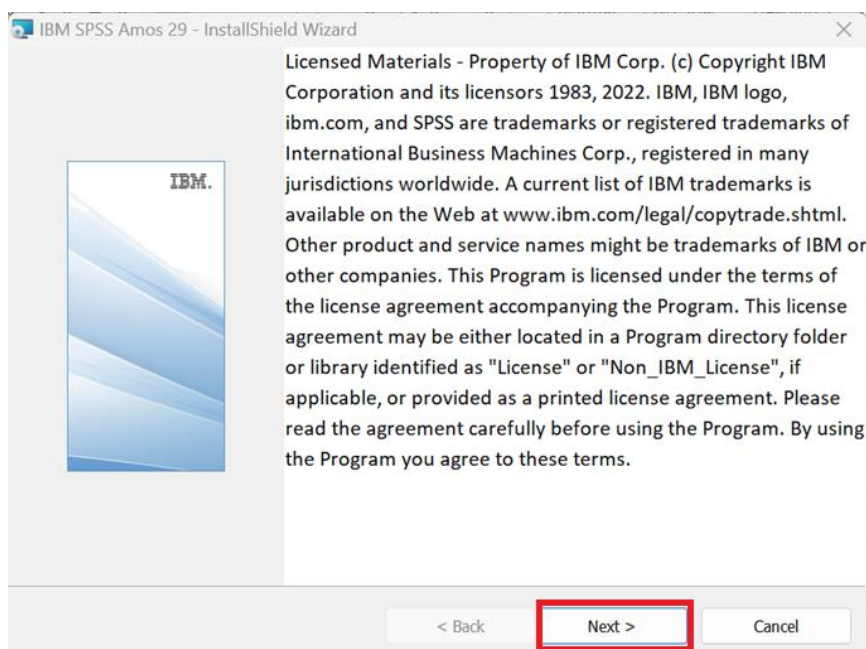 IBM SPSS Amos 29 - InstallShield Wizard
Licensed Materials - Property of IBM Corp. (c) Copyright IBM
Corporation and its licensors 1983, 2022. IBM, IBM logo,
ibm.com, and SPSS are trademarks or registered trademarks of
International Business Machines Corp., registered in many
jurisdictions worldwide. A current list of IBM trademarks is
available on the Web at www.ibm.com/legal/copytrade.shtml.
Other product and service names might be trademarks of IBM or
other companies. This Program is licensed under the terms of
the license agreement accompanying the Program. This license
agreement may be either located in a Program directory folder
or library identified as "License" or "Non_IBM_License", if
applicable, or provided as a printed license agreement. Please
read the agreement carefully before using the Program. By using
the Program you agree to these terms.
IBM.
< Back
Next >
Cancel